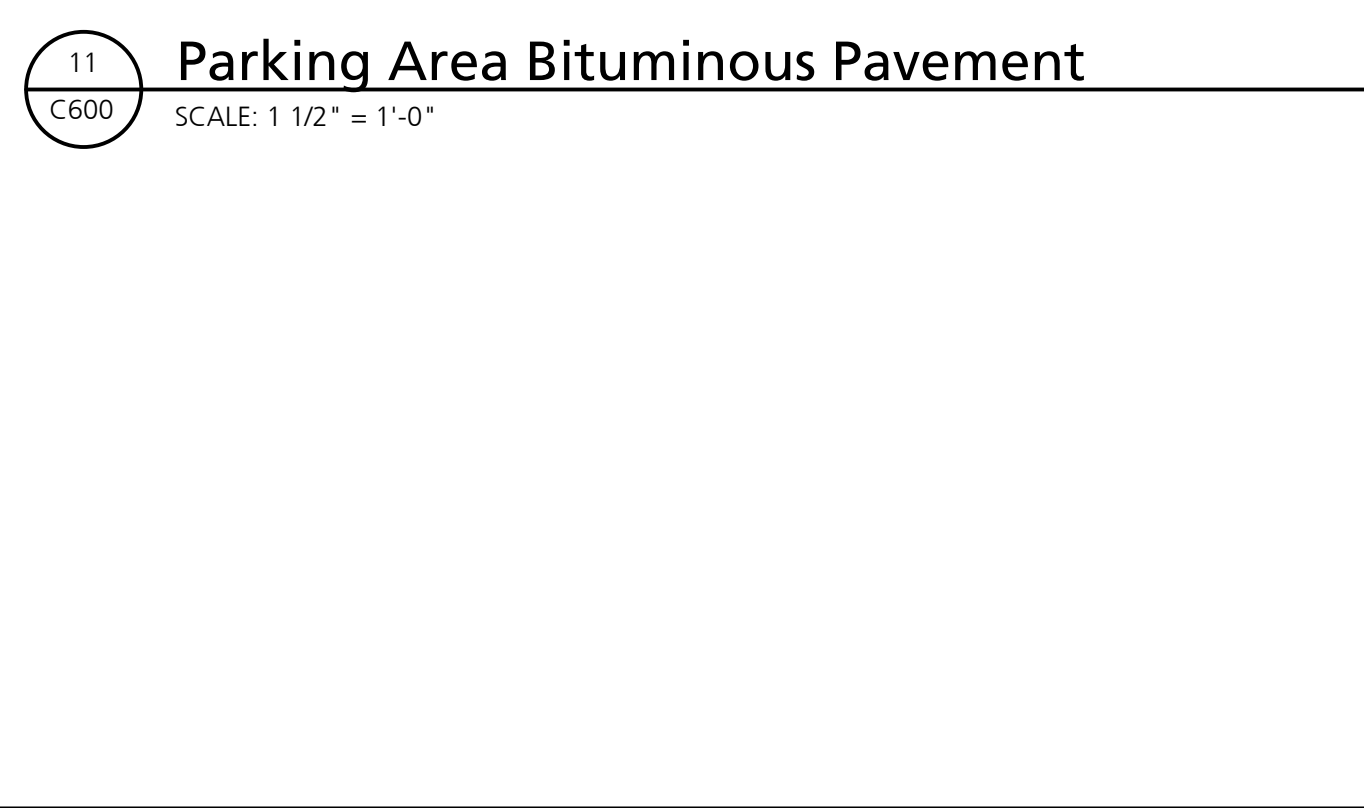 11
C600
Parking Area Bituminous Pavement
SCALE: 1 1/2" = 1'-0"